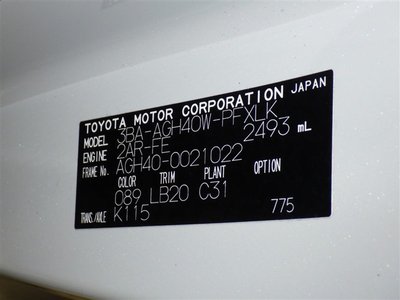 TOYOTA MOTOR CORPORATION JAPAN
MODEL 3BA-AGH40W-PFXLK
ENGINE 2AR-FE 2493 mL
FRAME No. AGH40-0021022
COLOR TRIM PLANT OPTION
089 LB20 C31
TRANS./AXLE K115 775